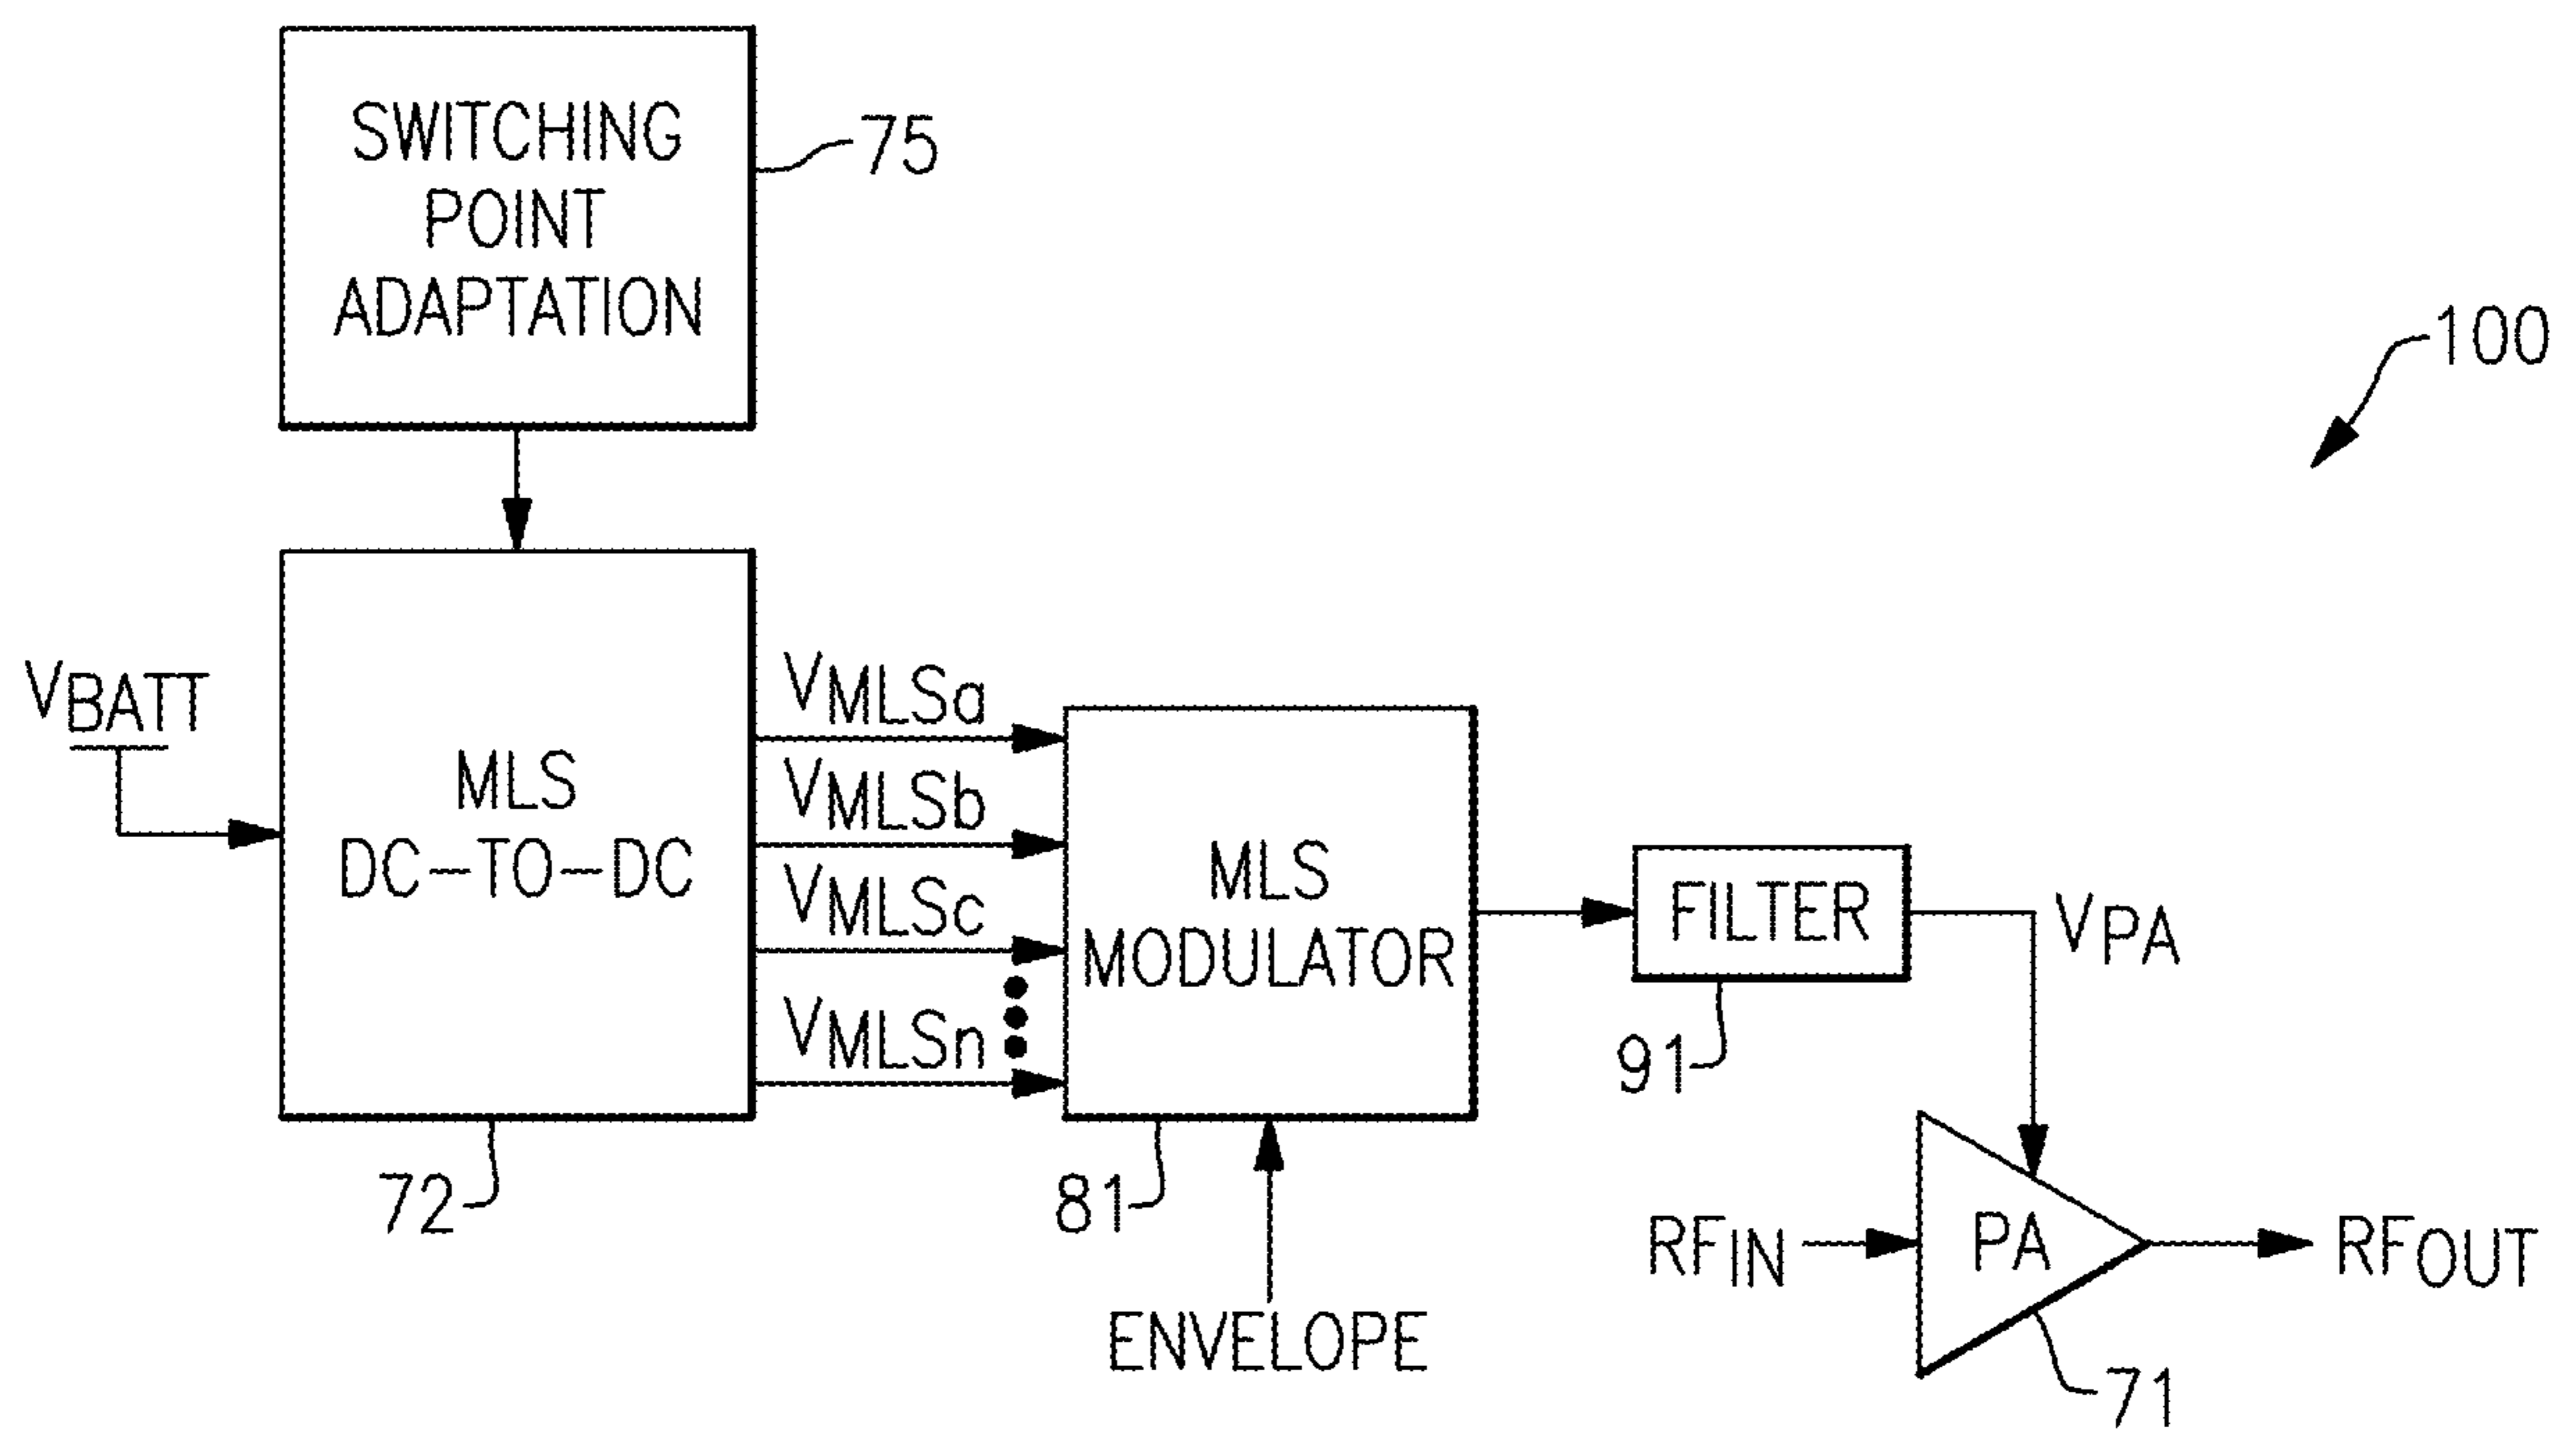 SWITCHING
POINT
ADAPTATION
75
100
VBATT
MLS
DC-TO-DC
72
VMLSa
VMLSb
VMLSc
VMLSn
MLS
MODULATOR
81
ENVELOPE
FILTER
91
VPA
RFIN
PA
RFOUT
71